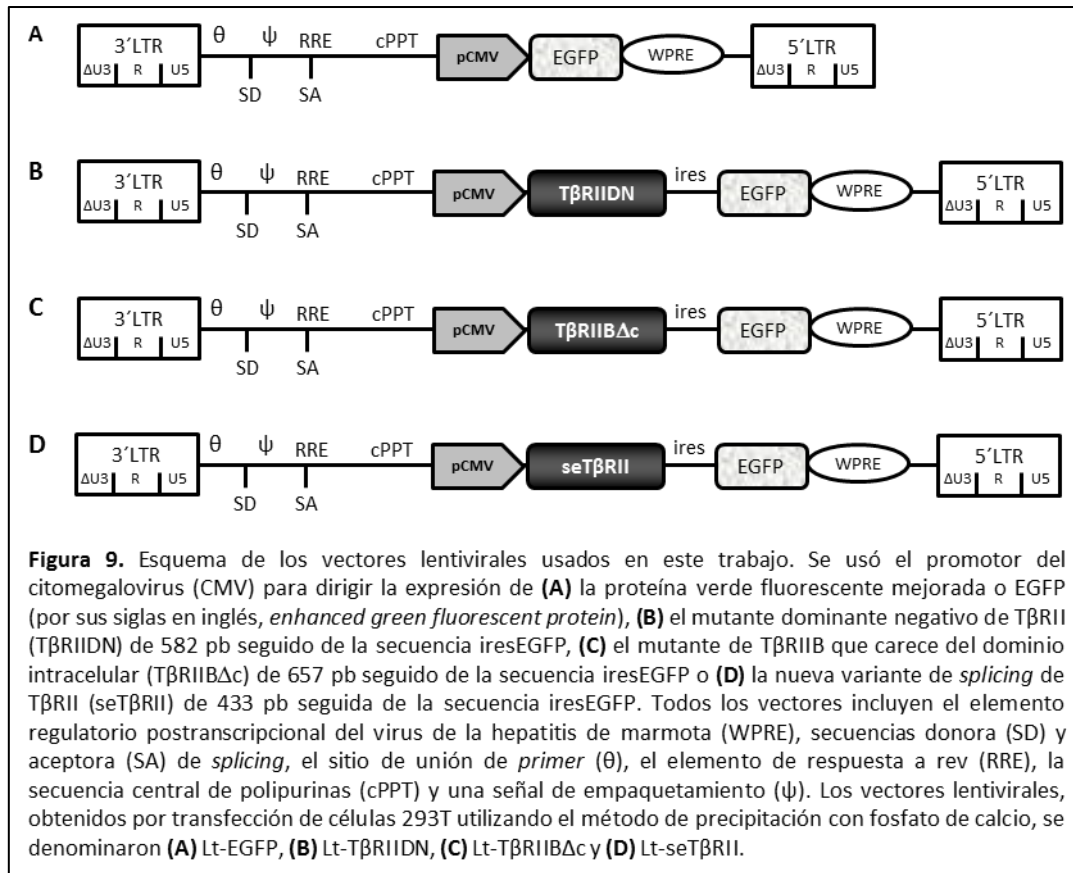 A
3´LTR θ ψ RRE cPPT pCMV EGFP WPRE 5´LTR
ΔU3 R U5 SD SA ΔU3 R U5
B
3´LTR θ ψ RRE cPPT pCMV TβRIIDN ires EGFP WPRE 5´LTR
ΔU3 R U5 SD SA ΔU3 R U5
C
3´LTR θ ψ RRE cPPT pCMV TβRIIBΔc ires EGFP WPRE 5´LTR
ΔU3 R U5 SD SA ΔU3 R U5
D
3´LTR θ ψ RRE cPPT pCMV seTβRII ires EGFP WPRE 5´LTR
ΔU3 R U5 SD SA ΔU3 R U5
Figura 9. Esquema de los vectores lentivirales usados en este trabajo. Se usó el promotor del
citomegalovirus (CMV) para dirigir la expresión de (A) la proteína verde fluorescente mejorada o EGFP
(por sus siglas en inglés, enhanced green fluorescent protein), (B) el mutante dominante negativo de TβRII
(TβRIIDN) de 582 pb seguido de la secuencia iresEGFP, (C) el mutante de TβRIIB que carece del dominio
intracelular (TβRIIBΔc) de 657 pb seguido de la secuencia iresEGFP o (D) la nueva variante de splicing de
TβRII (seTβRII) de 433 pb seguida de la secuencia iresEGFP. Todos los vectores incluyen el elemento
regulatorio postranscripcional del virus de la hepatitis de marmota (WPRE), secuencias donora (SD) y
aceptora (SA) de splicing, el sitio de unión de primer (θ), el elemento de respuesta a rev (RRE), la
secuencia central de polipurinas (cPPT) y una señal de empaquetamiento (ψ). Los vectores lentivirales,
obtenidos por transfección de células 293T utilizando el método de precipitación con fosfato de calcio, se
denominaron (A) Lt-EGFP, (B) Lt-TβRIIDN, (C) Lt-TβRIIBΔc y (D) Lt-seTβRII.